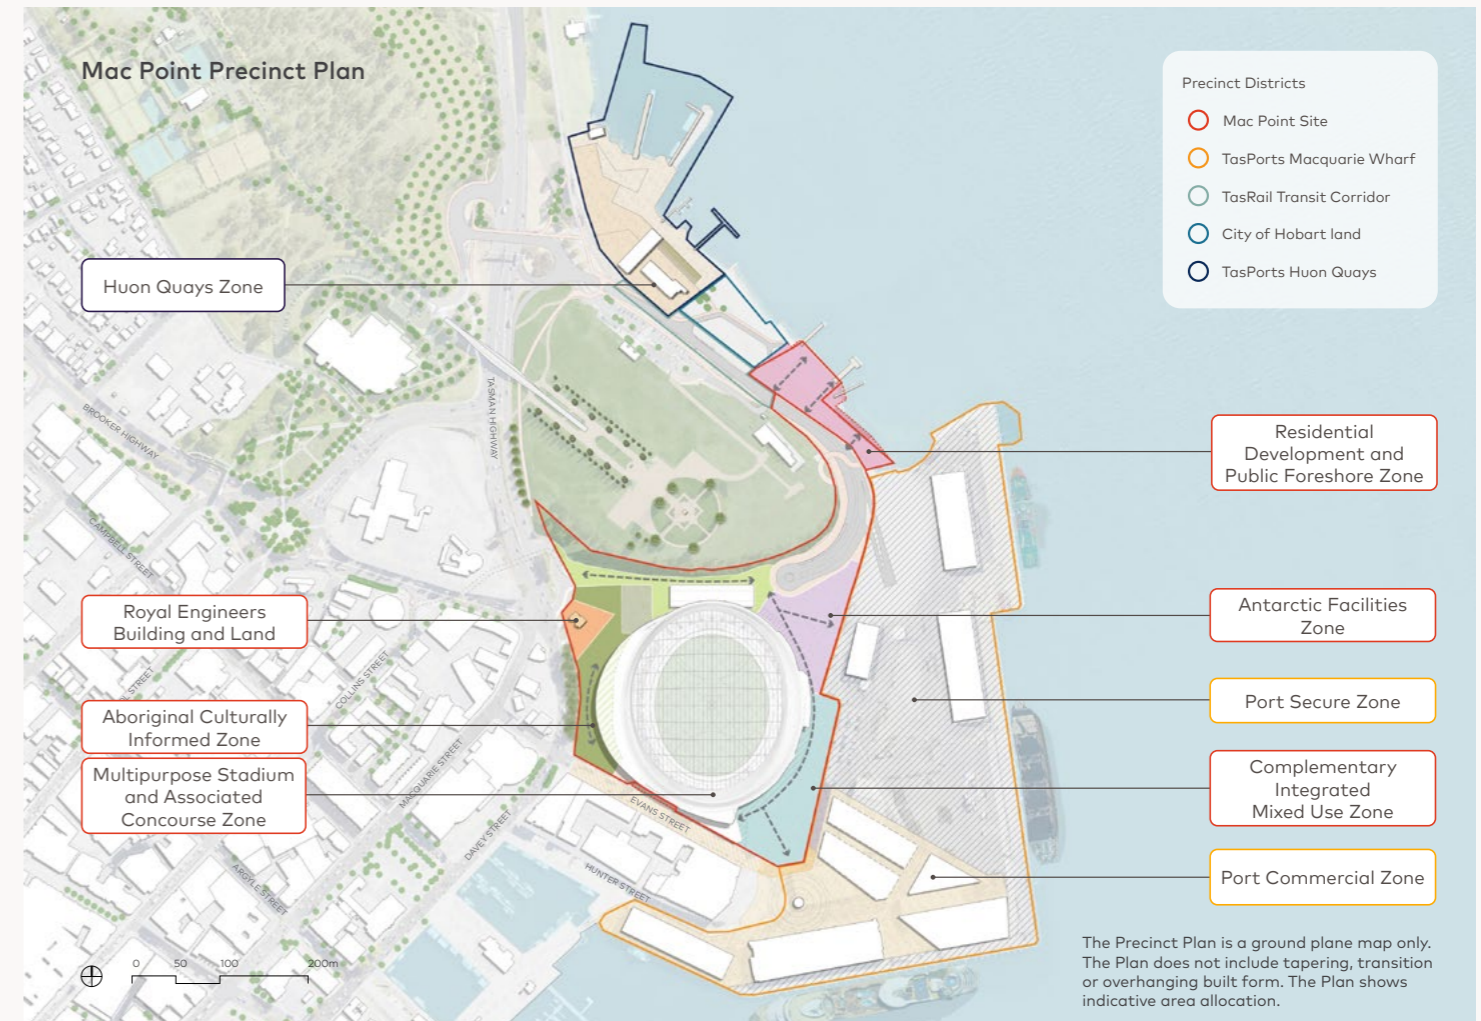 Mac Point Precinct Plan
Precinct Districts
Mac Point Site
TasPorts Macquarie Wharf
TasRail Transit Corridor
City of Hobart land
TasPorts Huon Quays
Huon Quays Zone
Residential
Development and
Public Foreshore Zone
Royal Engineers
Building and Land
Antarctic Facilities
Zone
Aboriginal Culturally
Informed Zone
Port Secure Zone
Multipurpose Stadium
and Associated
Concourse Zone
Complementary
Integrated
Mixed Use Zone
Port Commercial Zone
TASMAN HIGHWAY
BROOKER HIGHWAY
CAMPBELL STREET
STREET
COLLINS STREET
MACQUARIE STREET
EVANS STREET
DAVEY STREET
HUNTER STREET
ARGYLE STREET
0 50 100 200m
The Precinct Plan is a ground plane map only.
The Plan does not include tapering, transition
or overhanging built form. The Plan shows
indicative area allocation.